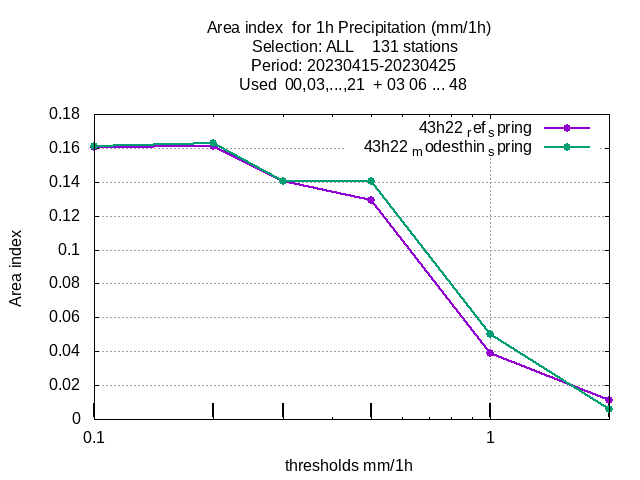 Area index  for 1h Precipitation (mm/1h)
Selection: ALL    131 stations
Period: 20230415-20230425
Used  00,03,...,21  + 03 06 ... 48
0.18
43h22 ref spring
0.16
43h22 modesthin spring
0.14
0.12
0.1
0.08
Area index
0.06
0.04
0.02
0
0.1
1
thresholds mm/1h